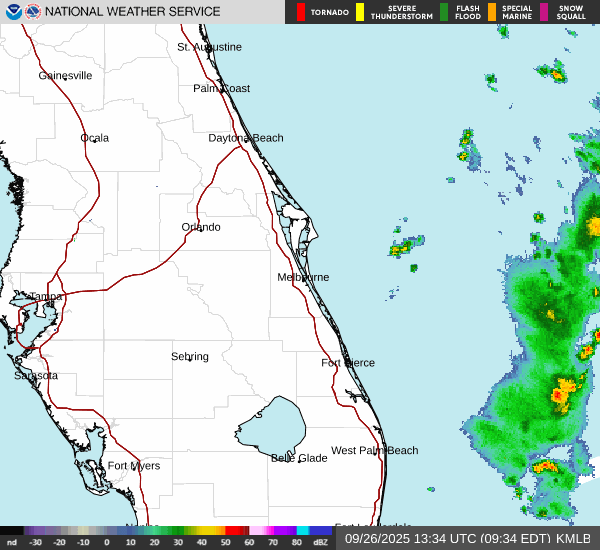 NATIONAL WEATHER SERVICE
TORNADO
SEVERE
THUNDERSTORM
FLASH
FLOOD
SPECIAL
MARINE
SNOW
SQUALL
St. Augustine
Gainesville
Palm Coast
Ocala
Daytona Beach
Orlando
Melbourne
Tampa
Sebring
Fort Pierce
Sarasota
West Palm Beach
Belle Glade
Fort Myers
Fort Lauderdale
nd -30 -20 -10 0 10 20 30 40 50 60 70 80 dBZ
09/26/2025 13:34 UTC (09:34 EDT) KMLB